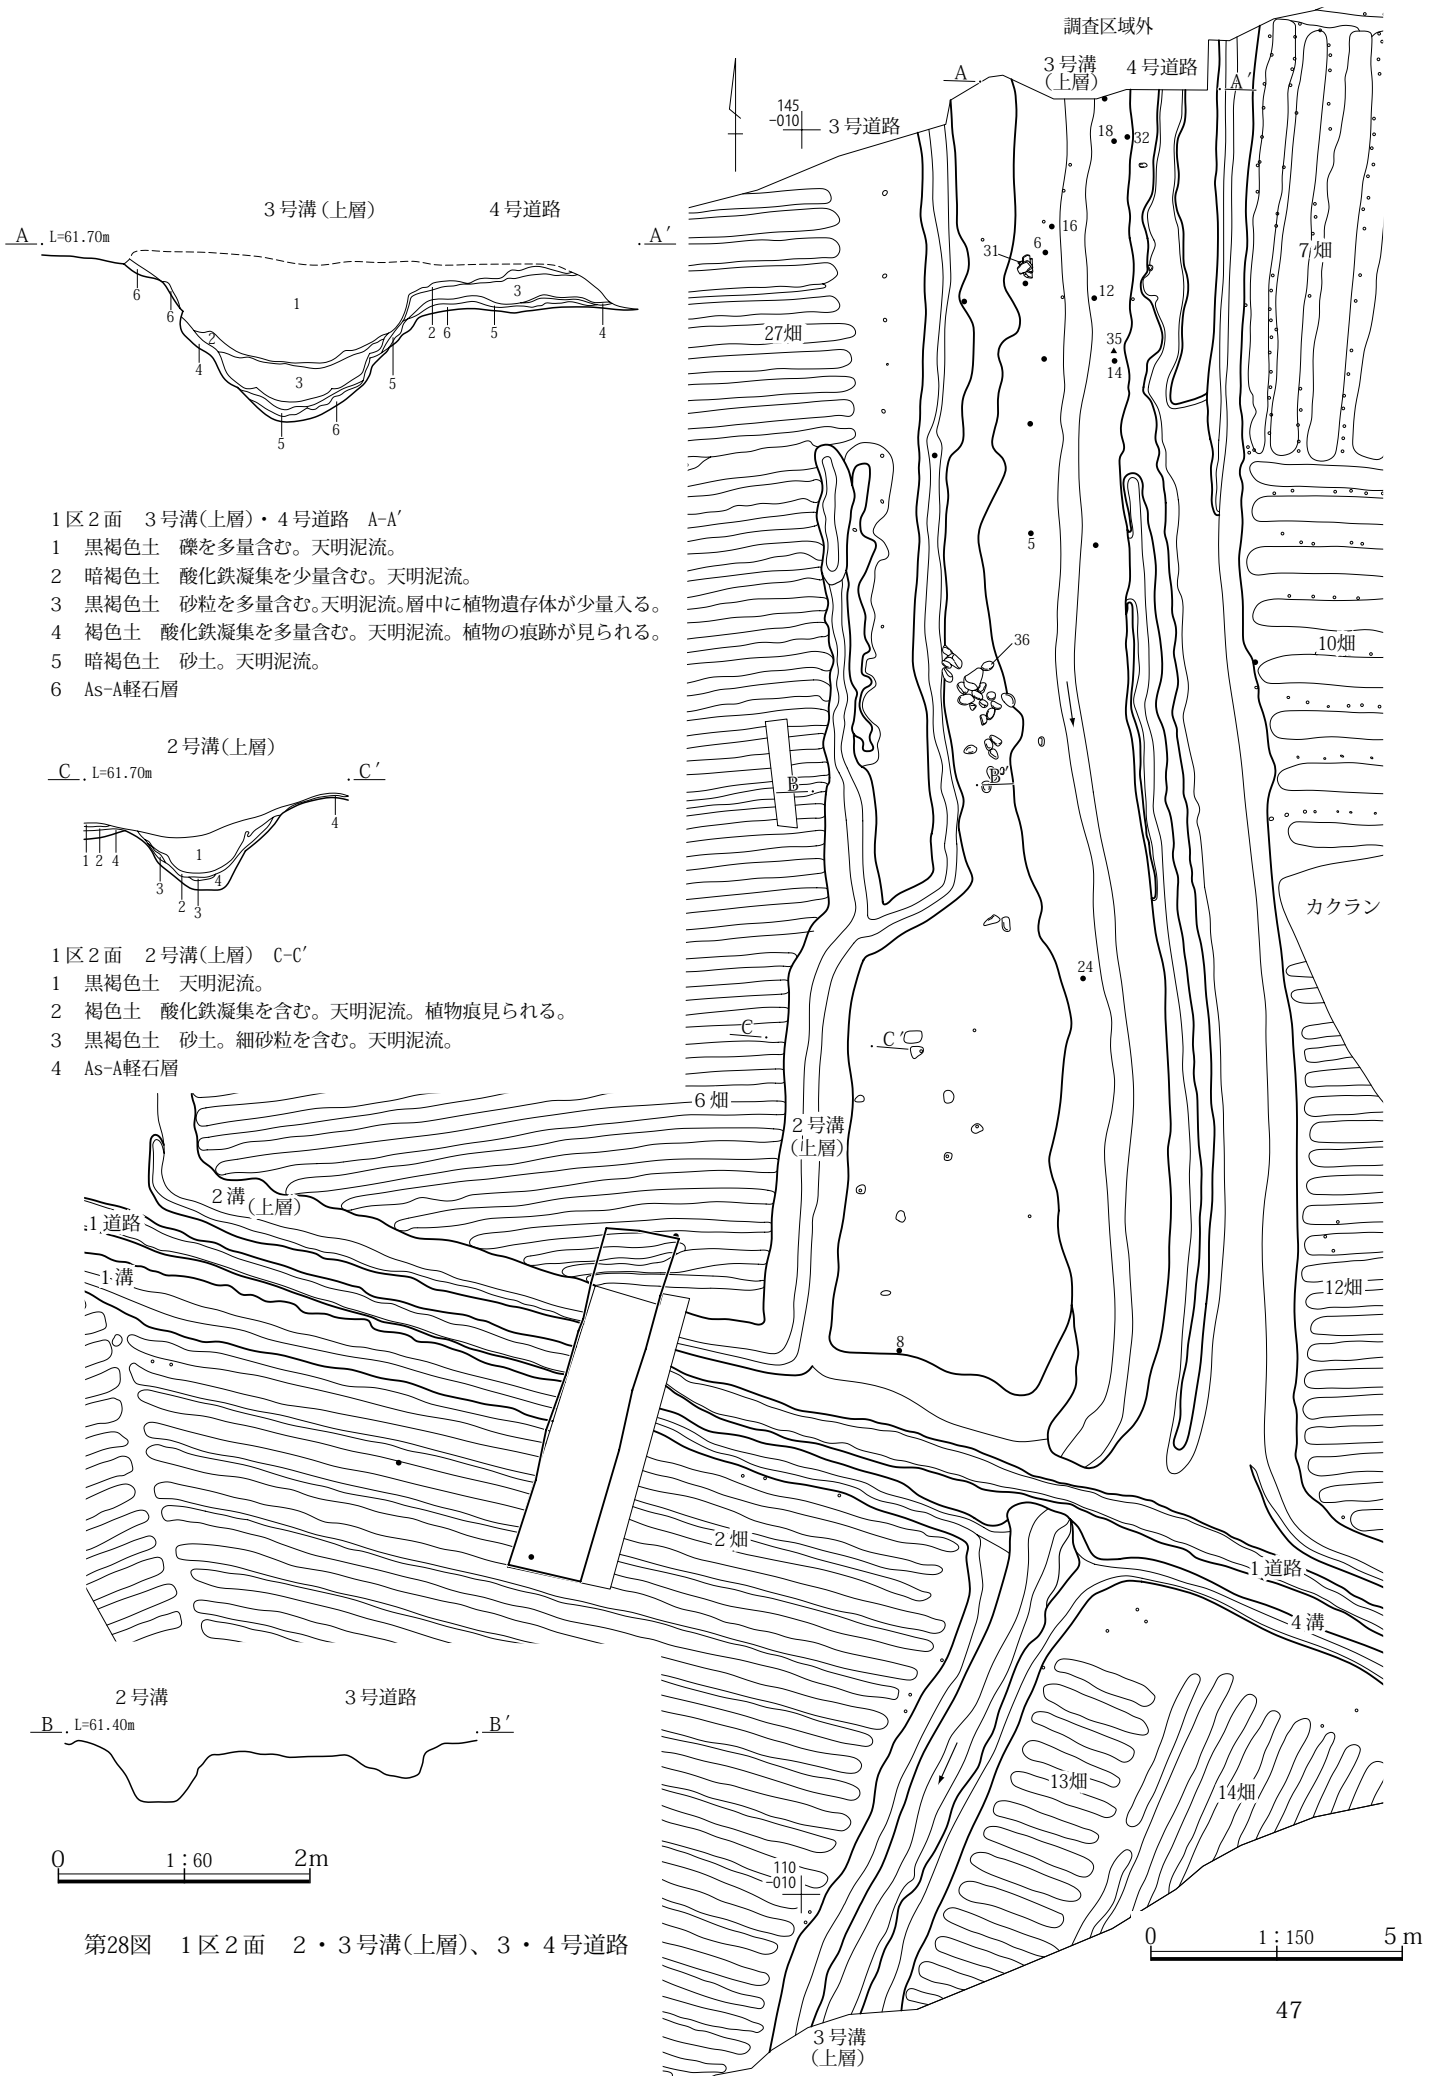 調査区域外
3号溝
(上層)
4号道路
A
A′
145
-010
3号道路
18
32
16
6
31
12
35
14
7畑
27畑
3号溝(上層)
4号道路
A
L=61.70m
A′
6
6
1
2
4
3
5
6
5
2
6
5
3
4
1区2面 3号溝(上層)・4号道路 A-A′
1 黒褐色土 礫を多量含む。天明泥流。
2 暗褐色土 酸化鉄凝集を少量含む。天明泥流。
3 黒褐色土 砂粒を多量含む。天明泥流。層中に植物遺存体が少量入る。
4 褐色土 酸化鉄凝集を多量含む。天明泥流。植物の痕跡が見られる。
5 暗褐色土 砂土。天明泥流。
6 As-A軽石層
5
36
10畑
2号溝(上層)
C
L=61.70m
C′
4
1
2
4
1
3
2
3
4
B
B′
カクラン
1区2面 2号溝(上層) C-C′
1 黒褐色土 天明泥流。
2 褐色土 酸化鉄凝集を含む。天明泥流。植物痕見られる。
3 黒褐色土 砂土。細砂粒を含む。天明泥流。
4 As-A軽石層
24
C
C′
6畑
2号溝
(上層)
2溝
(上層)
1道路
1溝
12畑
8
2畑
1道路
4溝
2号溝
3号道路
B
L=61.40m
B′
13畑
14畑
0
1：60
2m
110
-010
第28図 1区2面 2・3号溝(上層)、3・4号道路
0
1：150
5m
3号溝
(上層)
47